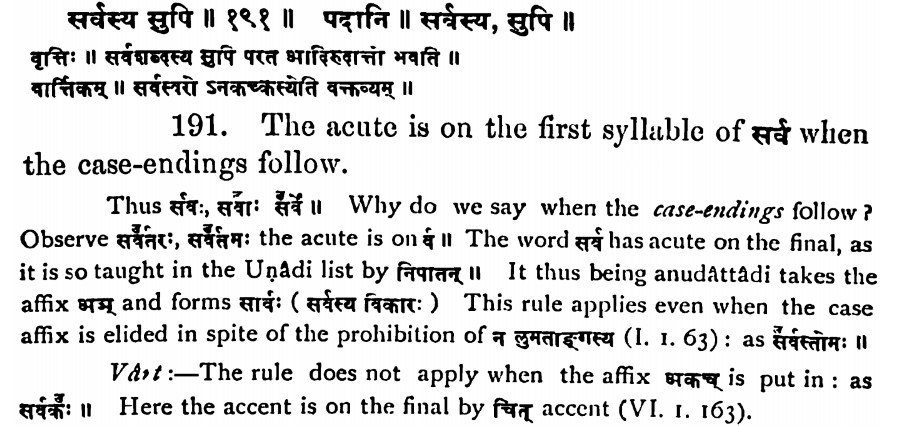 सर्वस्य सुपि ॥ १९१ ॥ पदानि ॥ सर्वस्य, सुपि ॥
वृत्तिः ॥ सर्वशब्दस्य सुपि परत आदिरुदात्तो भवति ॥
वार्त्तिकम् ॥ सर्वस्वरो ऽनकच्कस्येति वक्तव्यम् ॥
191. The acute is on the first syllable of सर्व when
the case-endings follow.
Thus सर्वः, सर्वाः सर्वे ॥ Why do we say when the case-endings follow?
Observe सर्वतरः, सर्वतमः the acute is on र्व ॥ The word सर्व has acute on the final, as
it is so taught in the Uṇâdi list by निपातन् ॥ It thus being anudâttâdi takes the
affix अञ् and forms सार्वः ( सर्वस्य विकारः ) This rule applies even when the case
affix is elided in spite of the prohibition of न लुमताङ्गस्य (I. 1. 63) : as सर्वस्तोमः ॥
Vârt :—The rule does not apply when the affix अकच् is put in : as
सर्वकः ॥ Here the accent is on the final by चित् accent (VI. 1. 163).